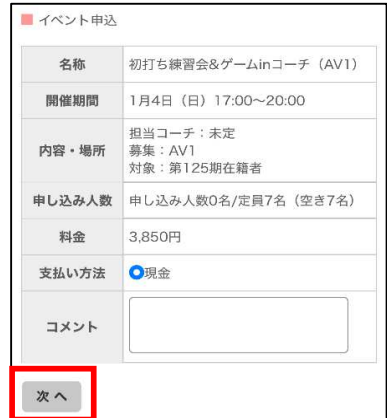 イベント申込
名称 初打ち練習会&ゲームinコーチ（AV1）
開催期間 1月4日（日）17:00〜20:00
内容・場所 担当コーチ：未定
募集：AV1
対象：第125期在籍者
申し込み人数 申し込み人数0名/定員7名（空き7名）
料金 3,850円
支払い方法 現金
コメント
次へ